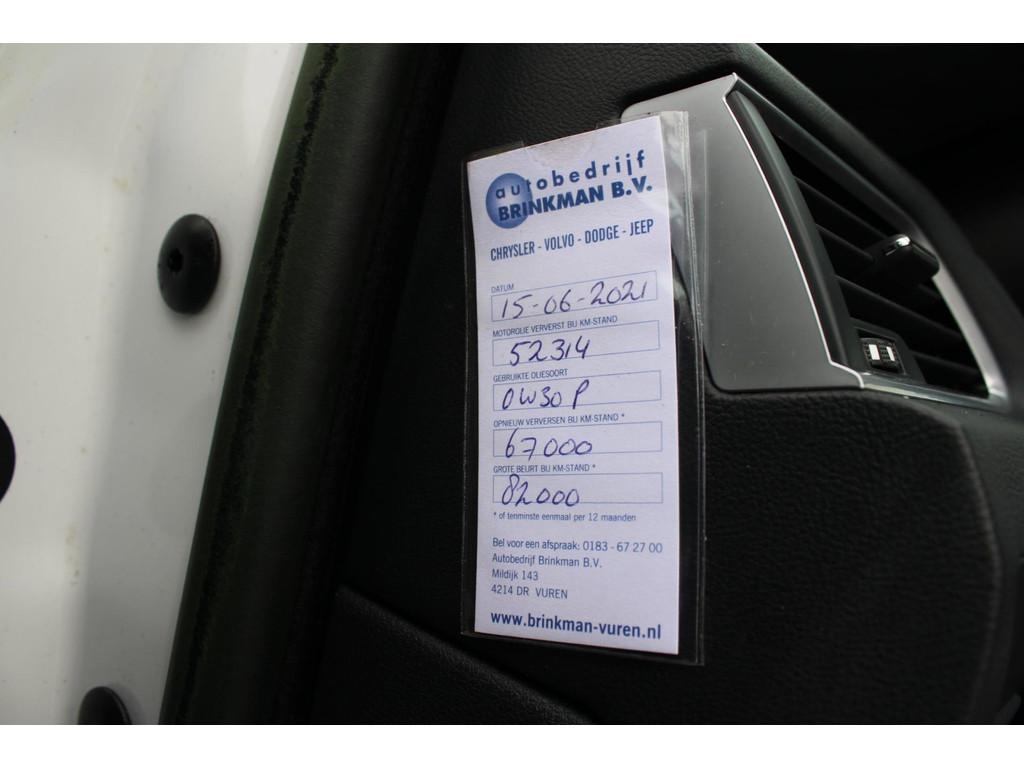 autobedrijf
BRINKMAN B.V.
CHRYSLER - VOLVO - DODGE - JEEP
DATUM
15-06-2021
MOTOROLIE VERVERST BIJ KM-STAND
52314
GEBRUIKTE OLIESOORT
0W30 P
OPNIEUW VERVERSEN BIJ KM-STAND *
67000
GROTE BEURT BIJ KM-STAND *
82000
* of tenminste eenmaal per 12 maanden
Bel voor een afspraak: 0183 - 67 27 00
Autobedrijf Brinkman B.V.
Mildijk 143
4214 DR VUREN
www.brinkman-vuren.nl